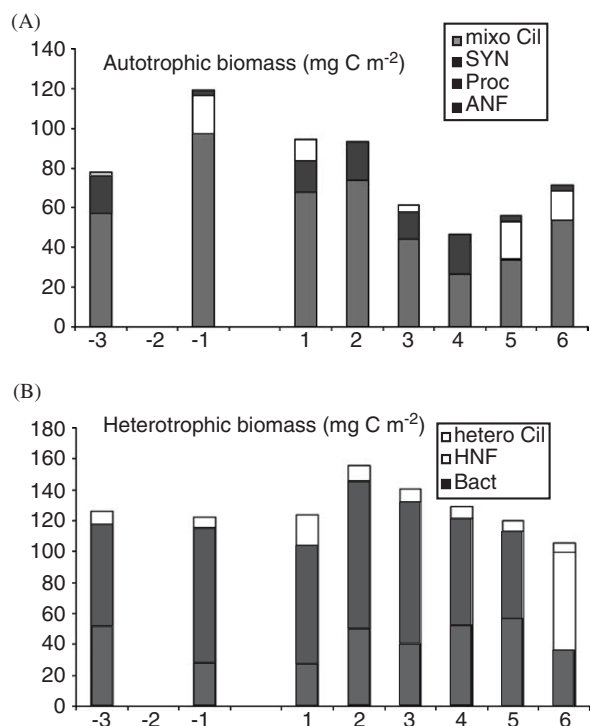 (A)
140
120
100
80
60
40
20
0
Autotrophic biomass (mg C m⁻²)
mixo Cil
SYN
Proc
ANF
-3 -2 -1 1 2 3 4 5 6
(B)
180
160
140
120
100
80
60
40
20
0
Heterotrophic biomass (mg C m⁻²)
hetero Cil
HNF
Bact
-3 -2 -1 1 2 3 4 5 6